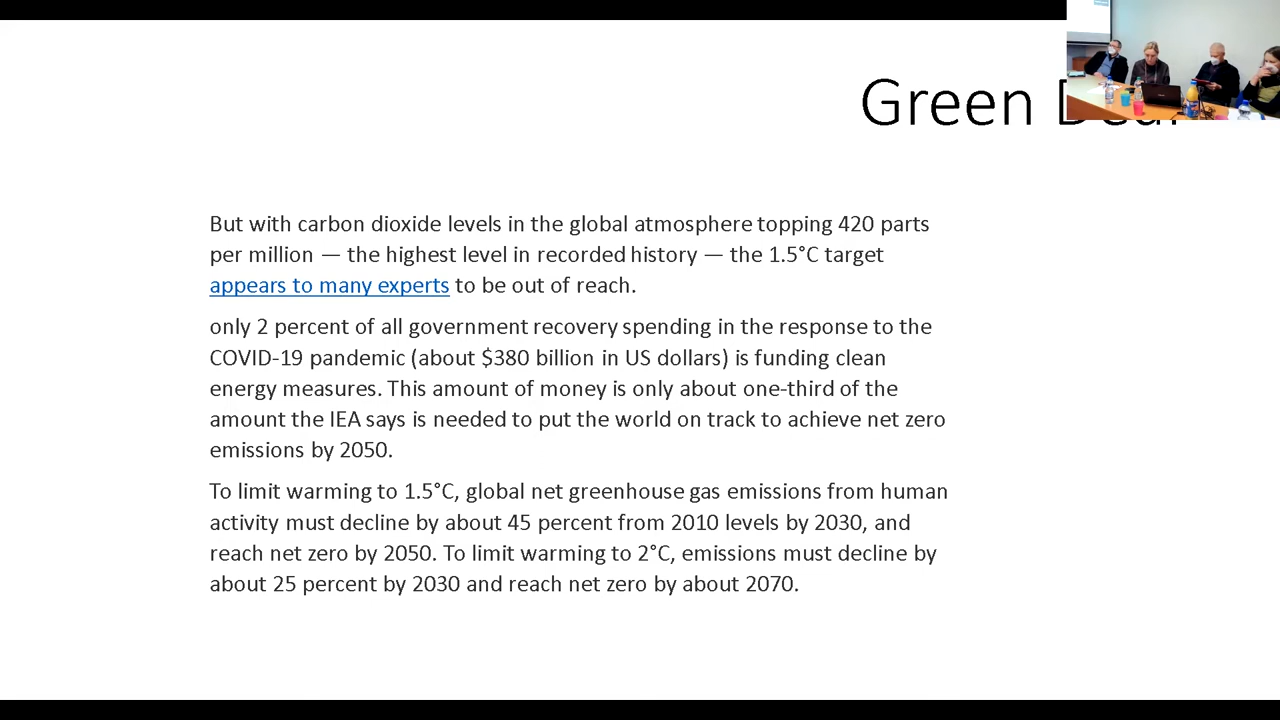 Green
But with carbon dioxide levels in the global atmosphere topping 420 parts
per million — the highest level in recorded history — the 1.5°C target
appears to many experts to be out of reach.
only 2 percent of all government recovery spending in the response to the
COVID-19 pandemic (about $380 billion in US dollars) is funding clean
energy measures. This amount of money is only about one-third of the
amount the IEA says is needed to put the world on track to achieve net zero
emissions by 2050.
To limit warming to 1.5°C, global net greenhouse gas emissions from human
activity must decline by about 45 percent from 2010 levels by 2030, and
reach net zero by 2050. To limit warming to 2°C, emissions must decline by
about 25 percent by 2030 and reach net zero by about 2070.